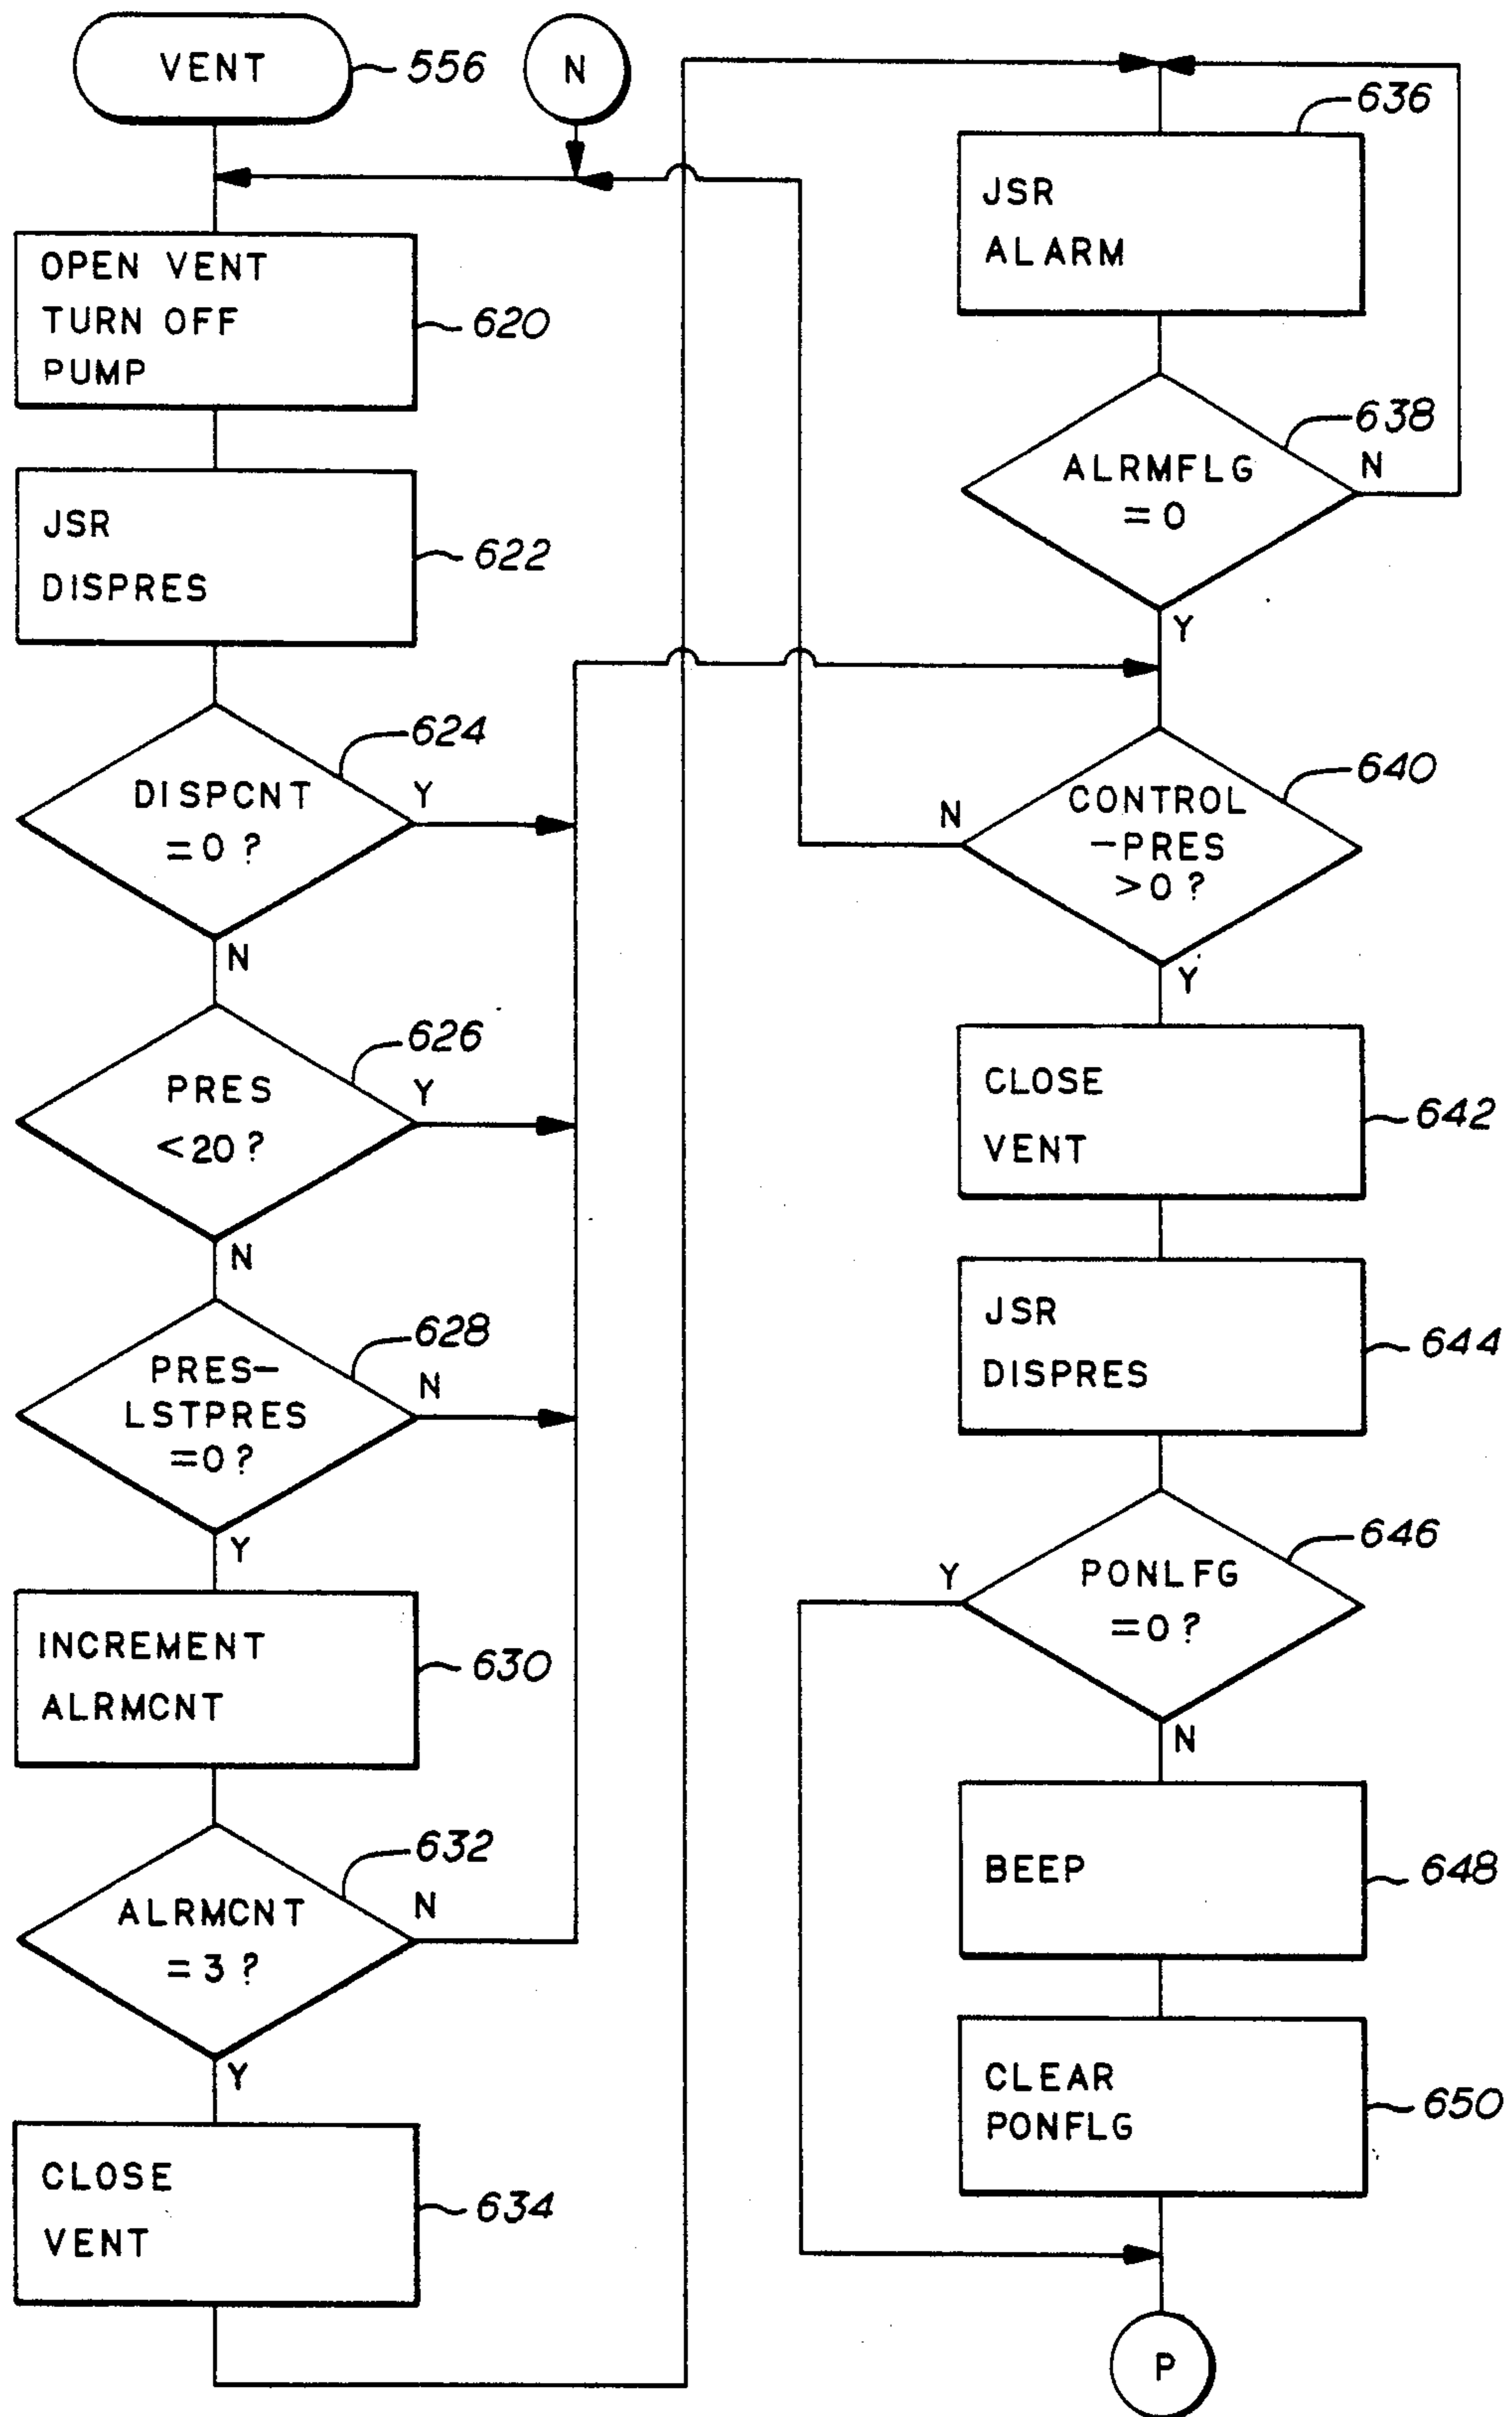 VENT
556
N
OPEN VENT
TURN OFF
PUMP
620
JSR
DISPRES
622
DISPCNT
=0?
624
Y
N
PRES
<20?
626
Y
N
PRES-
LSTPRES
=0?
628
N
Y
INCREMENT
ALRMCNT
630
ALRMCNT
=3?
632
N
Y
CLOSE
VENT
634
JSR
ALARM
636
ALRMFLG
=0
638
N
Y
CONTROL
-PRES
>0?
640
N
Y
CLOSE
VENT
642
JSR
DISPRES
644
PONLFG
=0?
646
Y
N
BEEP
648
CLEAR
PONFLG
650
P